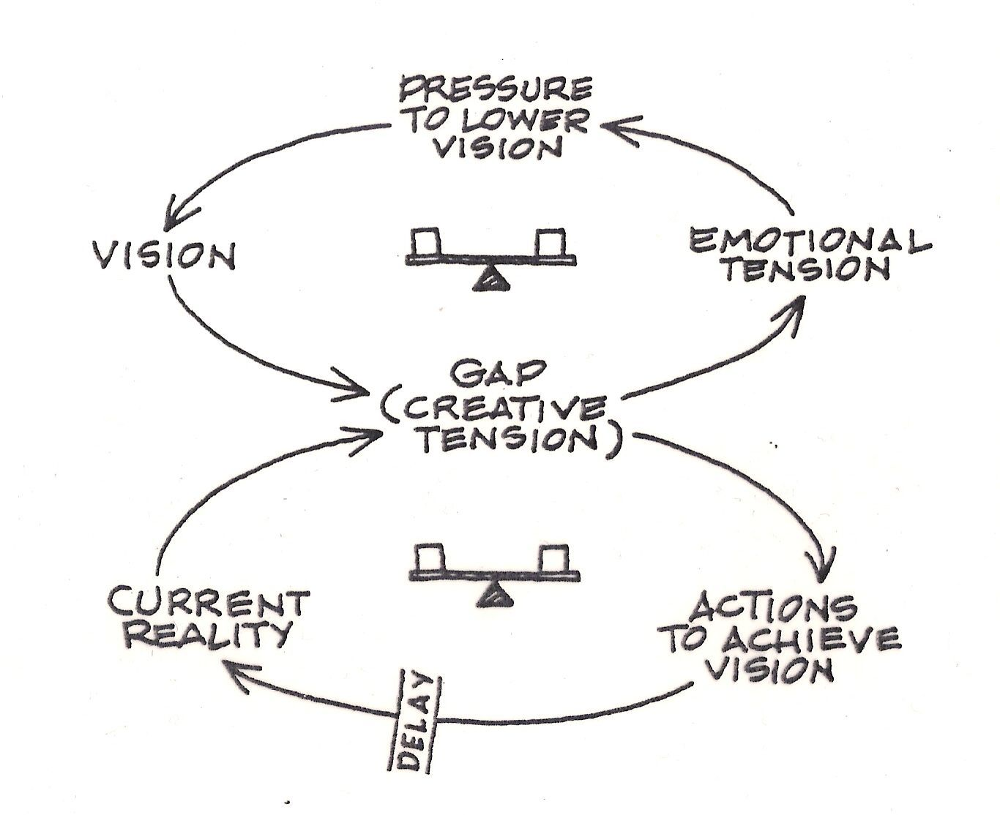 PRESSURE
TO LOWER
VISION
VISION
EMOTIONAL
TENSION
GAP
(CREATIVE
TENSION)
CURRENT
REALITY
ACTIONS
TO ACHIEVE
VISION
DELAY